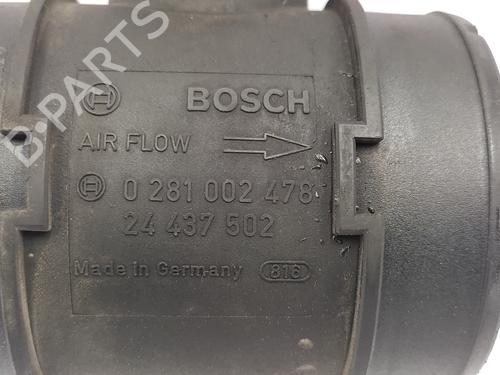 BOSCH
AIR FLOW
0 281 002 478
24 437 502
Made in Germany 816
B-PARTS